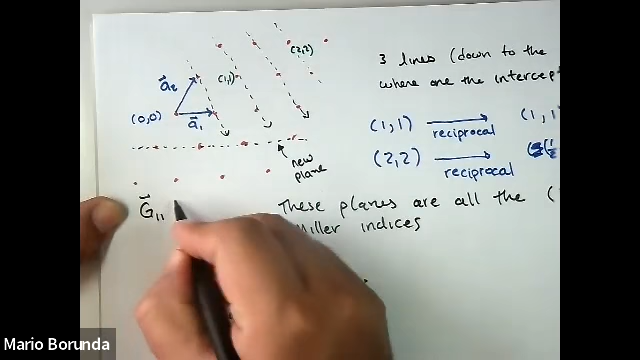 (2,2)
(1,1)
a₂
(0,0)
a₁
new
plane
G₁₁
3 lines (down to the
where are the intercep
(1,1) reciprocal (1,1
(2,2) reciprocal
These planes are all the (
Miller indices
Mario Borunda